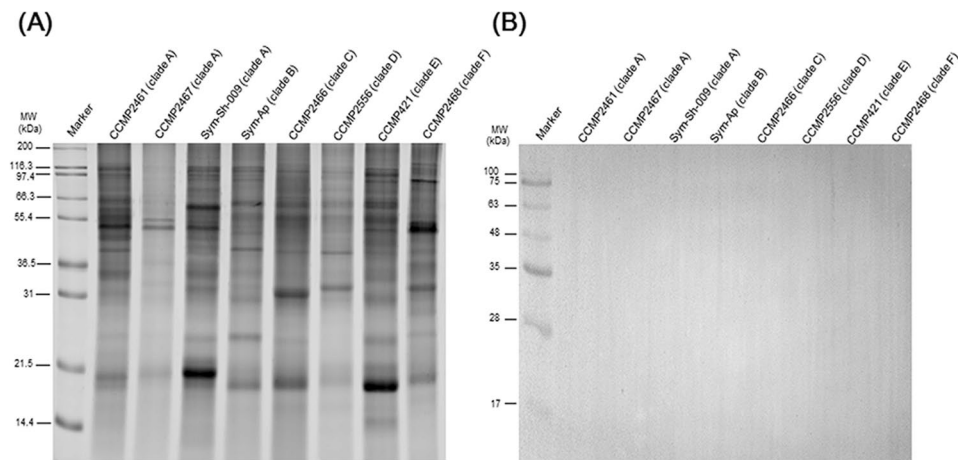 (A)
MW
(kDa)
Marker
CCMP2461 (clade A)
CCMP2467 (clade A)
Sym-Sh-009 (clade A)
Sym-Ap (clade B)
CCMP2466 (clade C)
CCMP2556 (clade D)
CCMP421 (clade E)
CCMP2468 (clade F)
200
116.3
97.4
66.3
55.4
36.5
31
21.5
14.4
(B)
MW
(kDa)
Marker
CCMP2461 (clade A)
CCMP2467 (clade A)
Sym-Sh-009 (clade A)
Sym-Ap (clade B)
CCMP2466 (clade C)
CCMP2556 (clade D)
CCMP421 (clade E)
CCMP2468 (clade F)
100
75
63
48
35
28
17